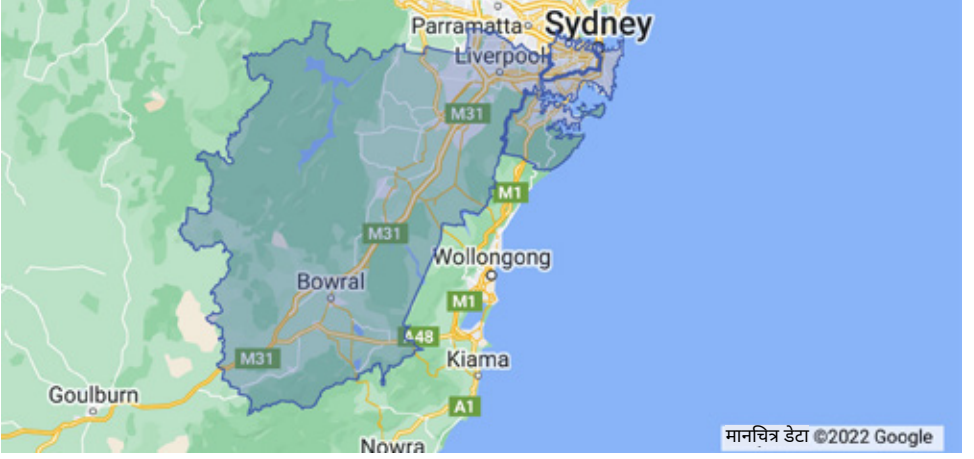 Sydney
Parramatta
Liverpool
M31
M1
M31
Wollongong
Bowral
M1
A48
Kiama
M31
Goulburn
A1
Nowra
मानचित्र डेटा ©2022 Google